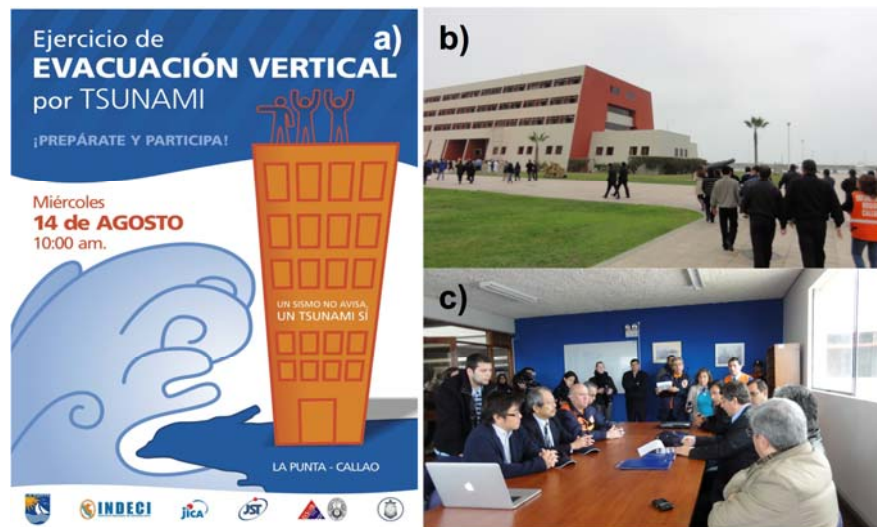 Ejercicio de
EVACUACIÓN VERTICAL
por TSUNAMI
¡PREPÁRATE Y PARTICIPA!
Miércoles
14 de AGOSTO
10:00 am.
UN SISMO NO AVISA,
UN TSUNAMI SÍ
LA PUNTA - CALLAO
INDECI
jICA
JST
a)
b)
c)